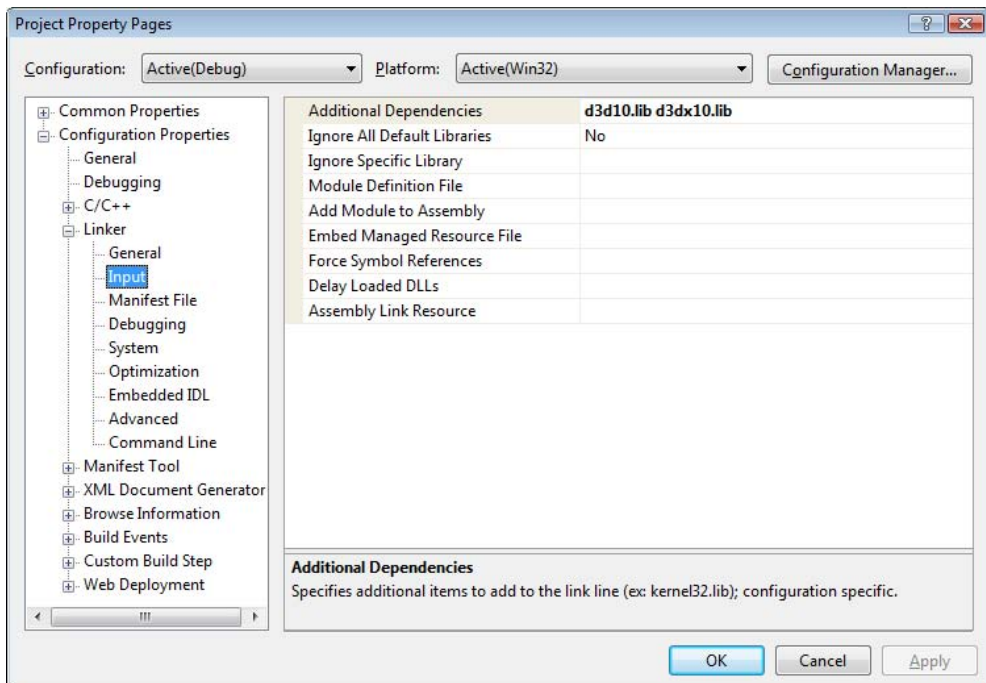 Project Property Pages
Configuration: Active(Debug) Platform: Active(Win32) Configuration Manager...
Common Properties
Configuration Properties
General
Debugging
C/C++
Linker
General
Input
Manifest File
Debugging
System
Optimization
Embedded IDL
Advanced
Command Line
Manifest Tool
XML Document Generator
Browse Information
Build Events
Custom Build Step
Web Deployment
Additional Dependencies d3d10.lib d3dx10.lib
Ignore All Default Libraries No
Ignore Specific Library
Module Definition File
Add Module to Assembly
Embed Managed Resource File
Force Symbol References
Delay Loaded DLLs
Assembly Link Resource
Additional Dependencies
Specifies additional items to add to the link line (ex: kernel32.lib); configuration specific.
OK Cancel Apply